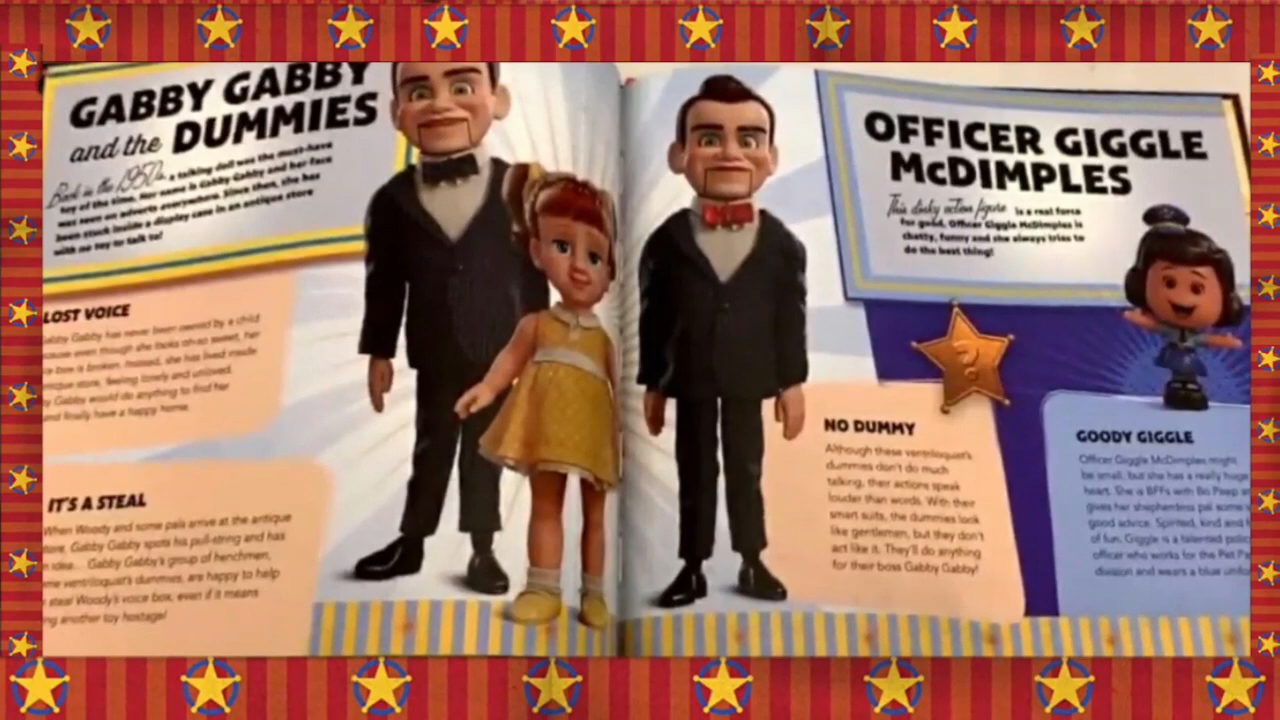 GABBY GABBY
and the DUMMIES
Back in the 1950s, a talking doll was the must-have
toy of the time. Her name is Gabby Gabby and her face
was seen on adverts everywhere. Since then, she has
been stuck inside a display case in an antique store
with no toy to talk to!
LOST VOICE
Gabby Gabby has never been owned by a child
even though she looks oh-so sweet, her
box is broken. Instead, she has lived inside
store, feeling lonely and unloved.
Gabby would do anything to find her
and finally have a happy home.
IT'S A STEAL
When Woody and some pals arrive at the antique
store, Gabby Gabby spots his pull-string and has
idea... Gabby Gabby's group of henchmen,
ventriloquist's dummies, are happy to help
steal Woody's voice box, even if it means
another toy hostage!
OFFICER GIGGLE
McDIMPLES
This dinky action figure is a real force
for good. Officer Giggle McDimples is
chatty, funny and she always tries to
do the best thing!
NO DUMMY
Although these ventriloquist's
dummies don't do much
talking, their actions speak
louder than words. With their
smart suits, the dummies look
like gentlemen, but they don't
act like it. They'll do anything
for their boss Gabby Gabby!
?
GOODY GIGGLE
Officer Giggle McDimples might
be small, but she has a really huge
heart. She is BFFs with Bo Peep
gives her shepherdess pal some
good advice. Spirited, kind and
of fun, Giggle is a talented
officer who works for the Pet
division and wears a blue